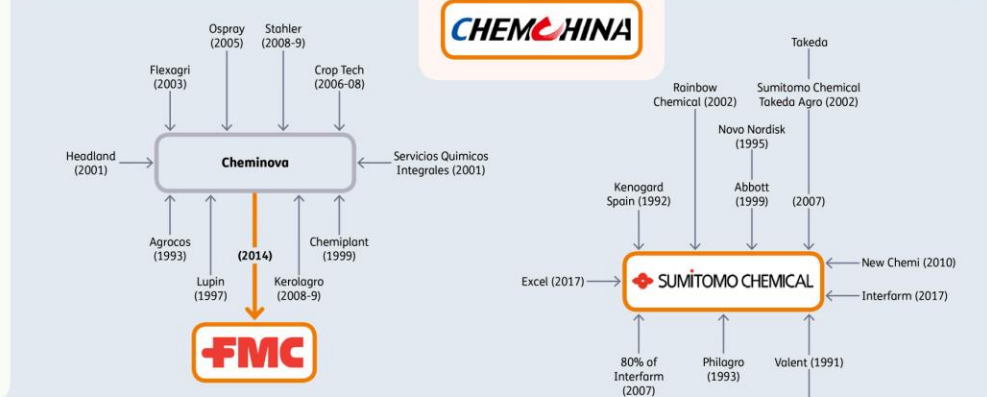 CHEMCHINA
Ospray
(2005)
Stahler
(2008-9)
Flexagri
(2003)
Crop Tech
(2006-08)
Headland
(2001)
Cheminova
Servicios Quimicos
Integrales (2001)
Agrocos
(1993)
(2014)
Chemiplant
(1999)
Lupin
(1997)
Kerolagro
(2008-9)
FMC
Takeda
Rainbow
Chemical (2002)
Sumitomo Chemical
Takeda Agro (2002)
Novo Nordisk
(1995)
Kenogard
Spain (1992)
Abbott
(1999)
(2007)
Excel (2017)
SUMITOMO CHEMICAL
New Chemi (2010)
Interfarm (2017)
80% of
Interfarm
(2007)
Philagro
(1993)
Valent (1991)